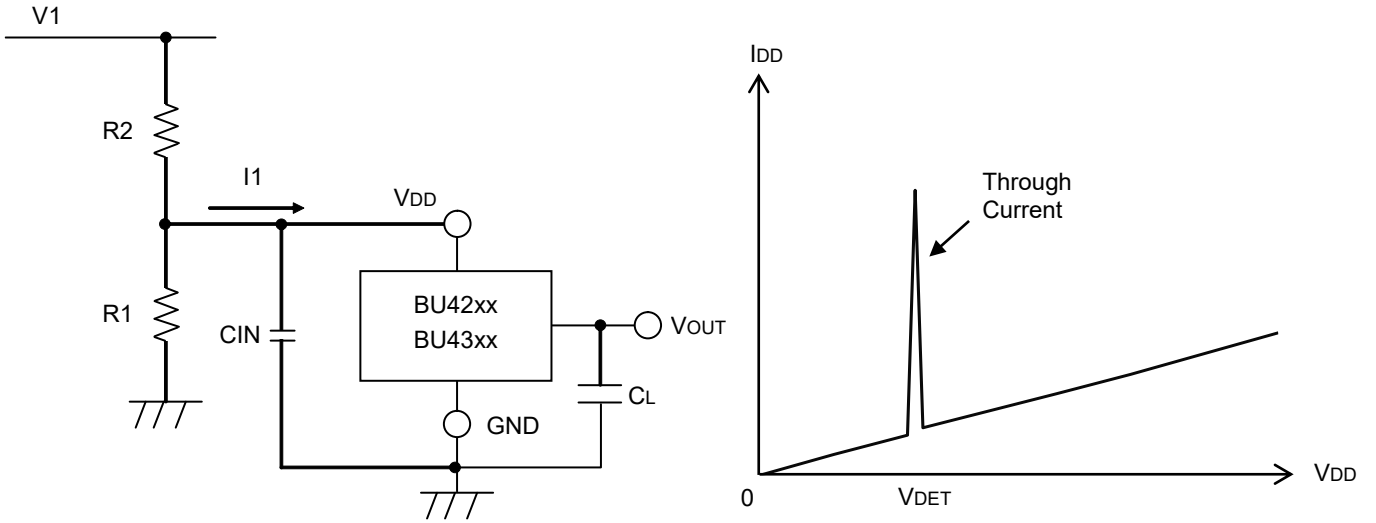 V1
R2
I1
VDD
R1
CIN
BU42xx
BU43xx
VOUT
CL
GND
IDD
Through
Current
0
VDET
VDD